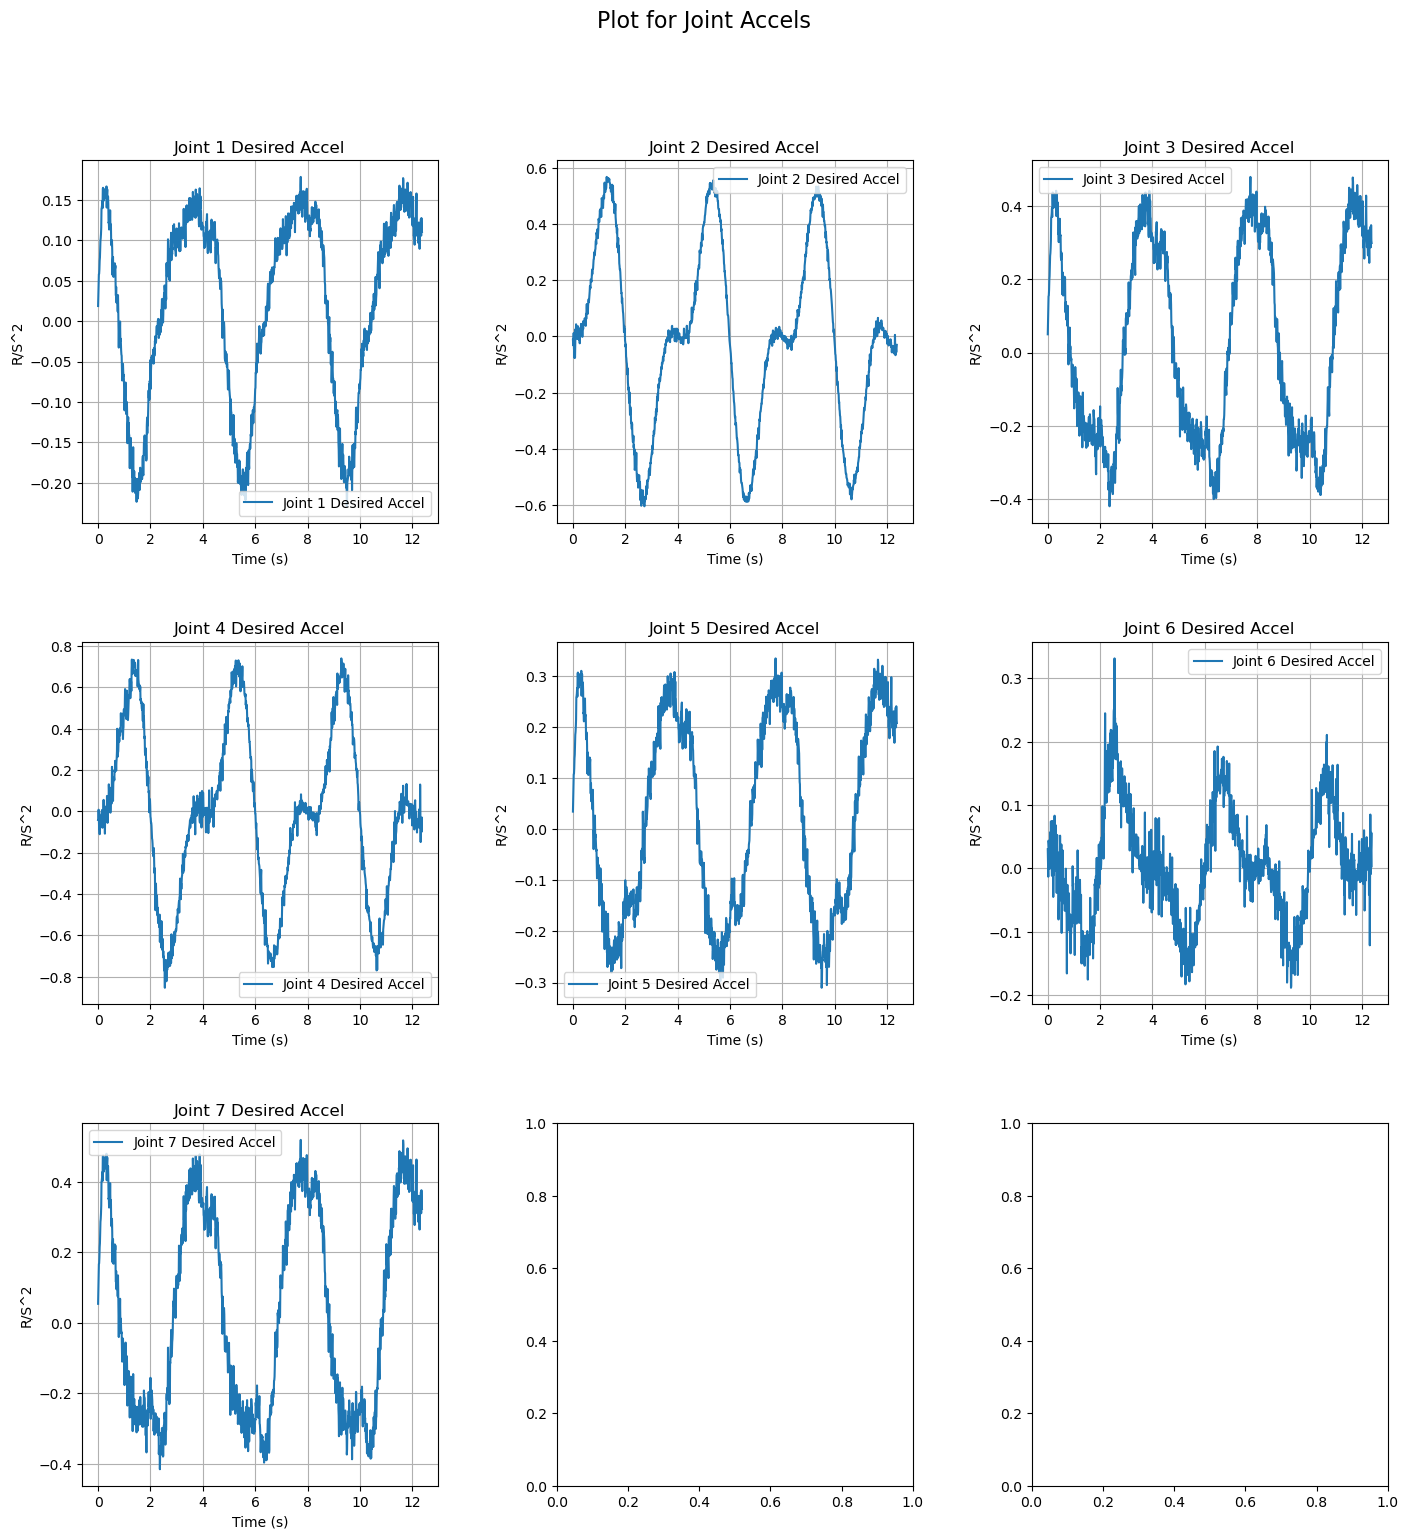 Plot for Joint Accels
Joint 1 Desired Accel
R/S^2
0.15
0.10
0.05
0.00
−0.05
−0.10
−0.15
−0.20
Joint 1 Desired Accel
0 2 4 6 8 10 12
Time (s)
Joint 2 Desired Accel
R/S^2
0.6
0.4
0.2
0.0
−0.2
−0.4
−0.6
Joint 2 Desired Accel
0 2 4 6 8 10 12
Time (s)
Joint 3 Desired Accel
R/S^2
0.4
0.2
0.0
−0.2
−0.4
Joint 3 Desired Accel
0 2 4 6 8 10 12
Time (s)
Joint 4 Desired Accel
R/S^2
0.8
0.6
0.4
0.2
0.0
−0.2
−0.4
−0.6
−0.8
Joint 4 Desired Accel
0 2 4 6 8 10 12
Time (s)
Joint 5 Desired Accel
R/S^2
0.3
0.2
0.1
0.0
−0.1
−0.2
−0.3
Joint 5 Desired Accel
0 2 4 6 8 10 12
Time (s)
Joint 6 Desired Accel
R/S^2
0.3
0.2
0.1
0.0
−0.1
−0.2
Joint 6 Desired Accel
0 2 4 6 8 10 12
Time (s)
Joint 7 Desired Accel
R/S^2
0.4
0.2
0.0
−0.2
−0.4
Joint 7 Desired Accel
0 2 4 6 8 10 12
Time (s)
1.0
0.8
0.6
0.4
0.2
0.0
0.0 0.2 0.4 0.6 0.8 1.0
1.0
0.8
0.6
0.4
0.2
0.0
0.0 0.2 0.4 0.6 0.8 1.0